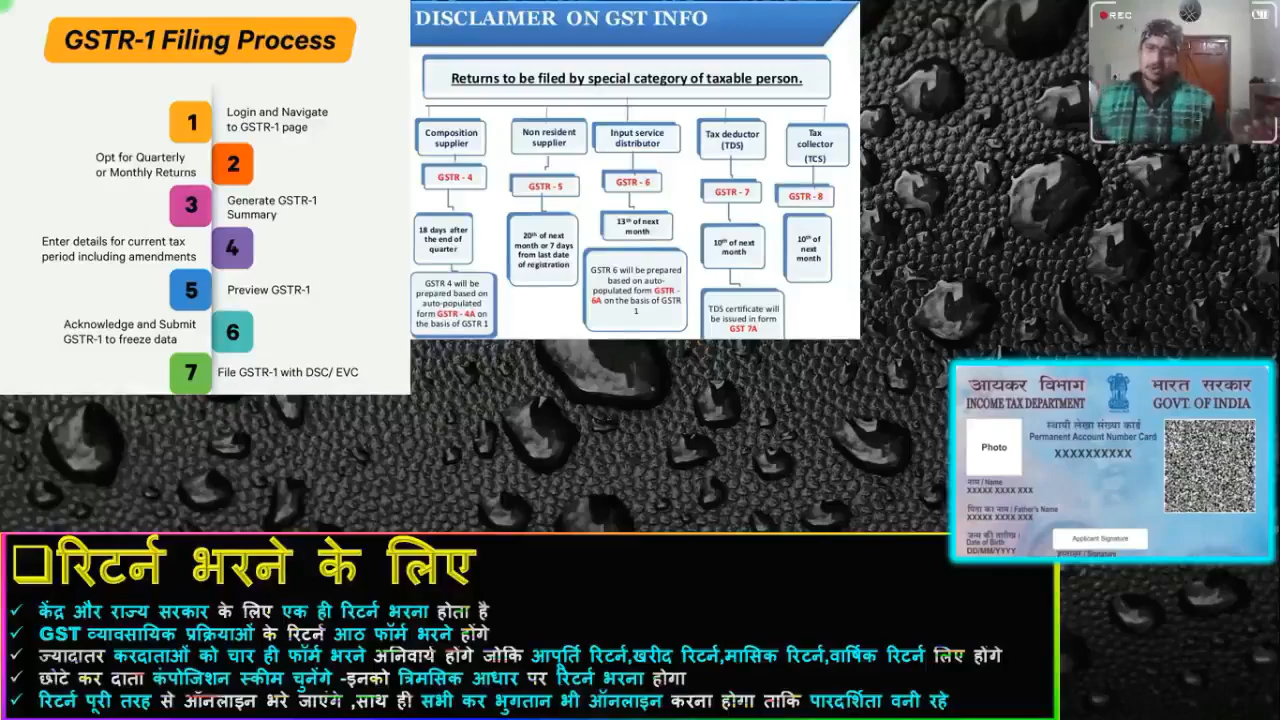 GSTR-1 Filing Process
1
Login and Navigate
to GSTR-1 page
Opt for Quarterly
or Monthly Returns
2
3
Generate GSTR-1
Summary
Enter details for current tax
period including amendments
4
5
Preview GSTR-1
Acknowledge and Submit
GSTR-1 to freeze data
6
7
File GSTR-1 with DSC/ EVC
DISCLAIMER ON GST INFO
Returns to be filed by special category of taxable person.
Composition
supplier
GSTR - 4
18 days after
the end of
quarter
GSTR 4 will be
prepared based on
auto-populated
form GSTR - 4A on
the basis of GSTR 1
Non resident
supplier
GSTR - 5
20th of next
month or 7 days
from last date
of registration
Input service
distributor
GSTR - 6
13th of next
month
GSTR 6 will be prepared
based on auto-
populated form GSTR -
6A on the basis of GSTR
1
Tax deductor
(TDS)
GSTR - 7
10th of next
month
TDS certificate will
be issued in form
GST 7A
Tax
collector
(TCS)
GSTR - 8
10th of
next
month
REC
आयकर विभाग
INCOME TAX DEPARTMENT
भारत सरकार
GOVT. OF INDIA
स्थायी लेखा संख्या कार्ड
Permanent Account Number Card
XXXXXXXXXX
Photo
नाम / Name
XXXXX XXXX XXX
पिता का नाम / Father's Name
XXXXX XXXX XXX
जन्म की तारीख /
Date of Birth
DD/MM/YYYY
Applicant Signature
हस्ताक्षर / Signature
रिटर्न भरने के लिए
केंद्र और राज्य सरकार के लिए एक ही रिटर्न भरना होता है
GST व्यावसायिक प्रक्रियाओं के रिटर्न आठ फॉर्म भरने होंगे
ज्यादातर करदाताओं को चार ही फॉर्म भरने अनिवार्य होंगे जोकि आपूर्ति रिटर्न,खरीद रिटर्न,मासिक रिटर्न,वार्षिक रिटर्न लिए होंगे
छोटे कर दाता कंपोजिशन स्कीम चुनेंगे -इनको त्रिमसिक आधार पर रिटर्न भरना होगा
रिटर्न पूरी तरह से ऑनलाइन भरे जाएंगे ,साथ ही सभी कर भुगतान भी ऑनलाइन करना होगा ताकि पारदर्शिता वनी रहे